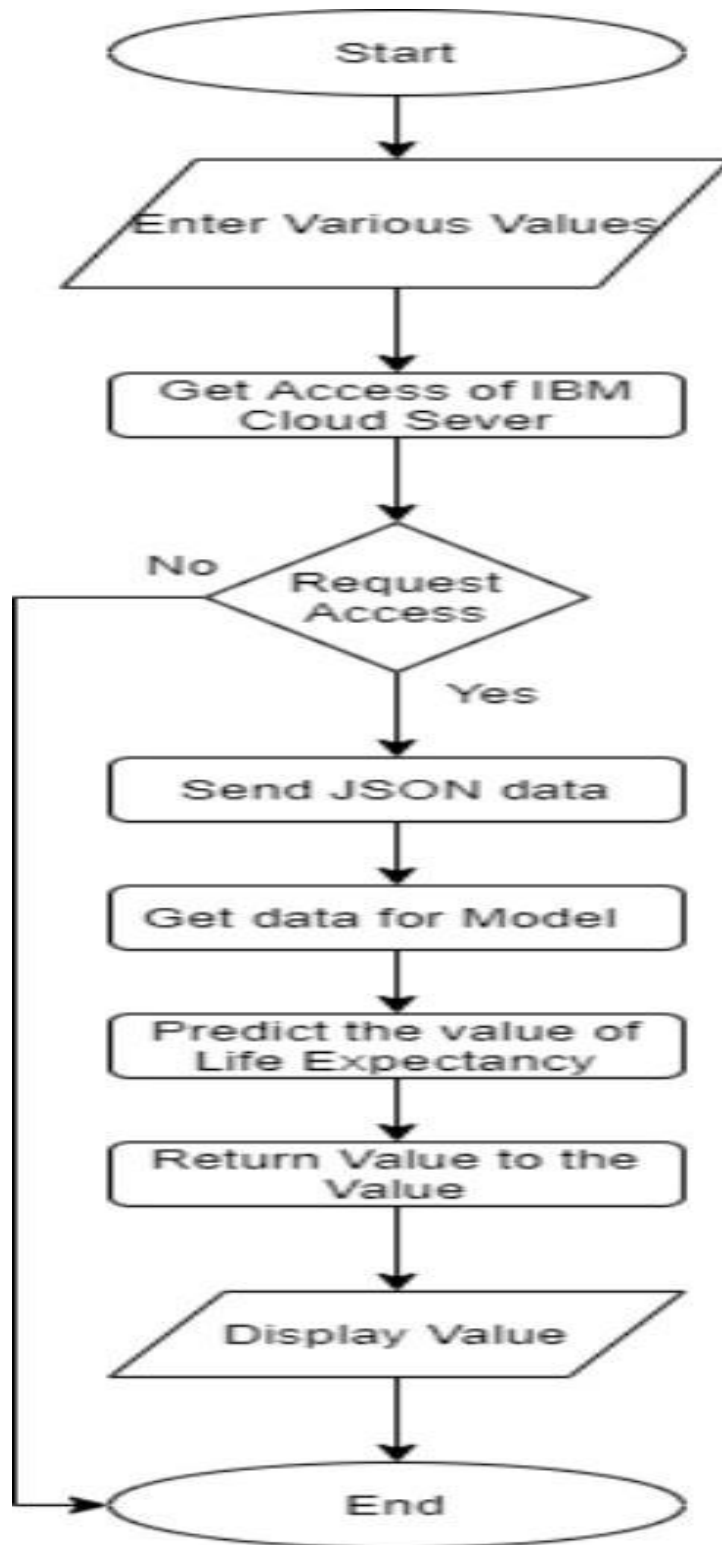 Start
Enter Various Values
Get Access of IBM
Cloud Sever
Request
Access
No
Yes
Send JSON data
Get data for Model
Predict the value of
Life Expectancy
Return Value to the
Value
Display Value
End